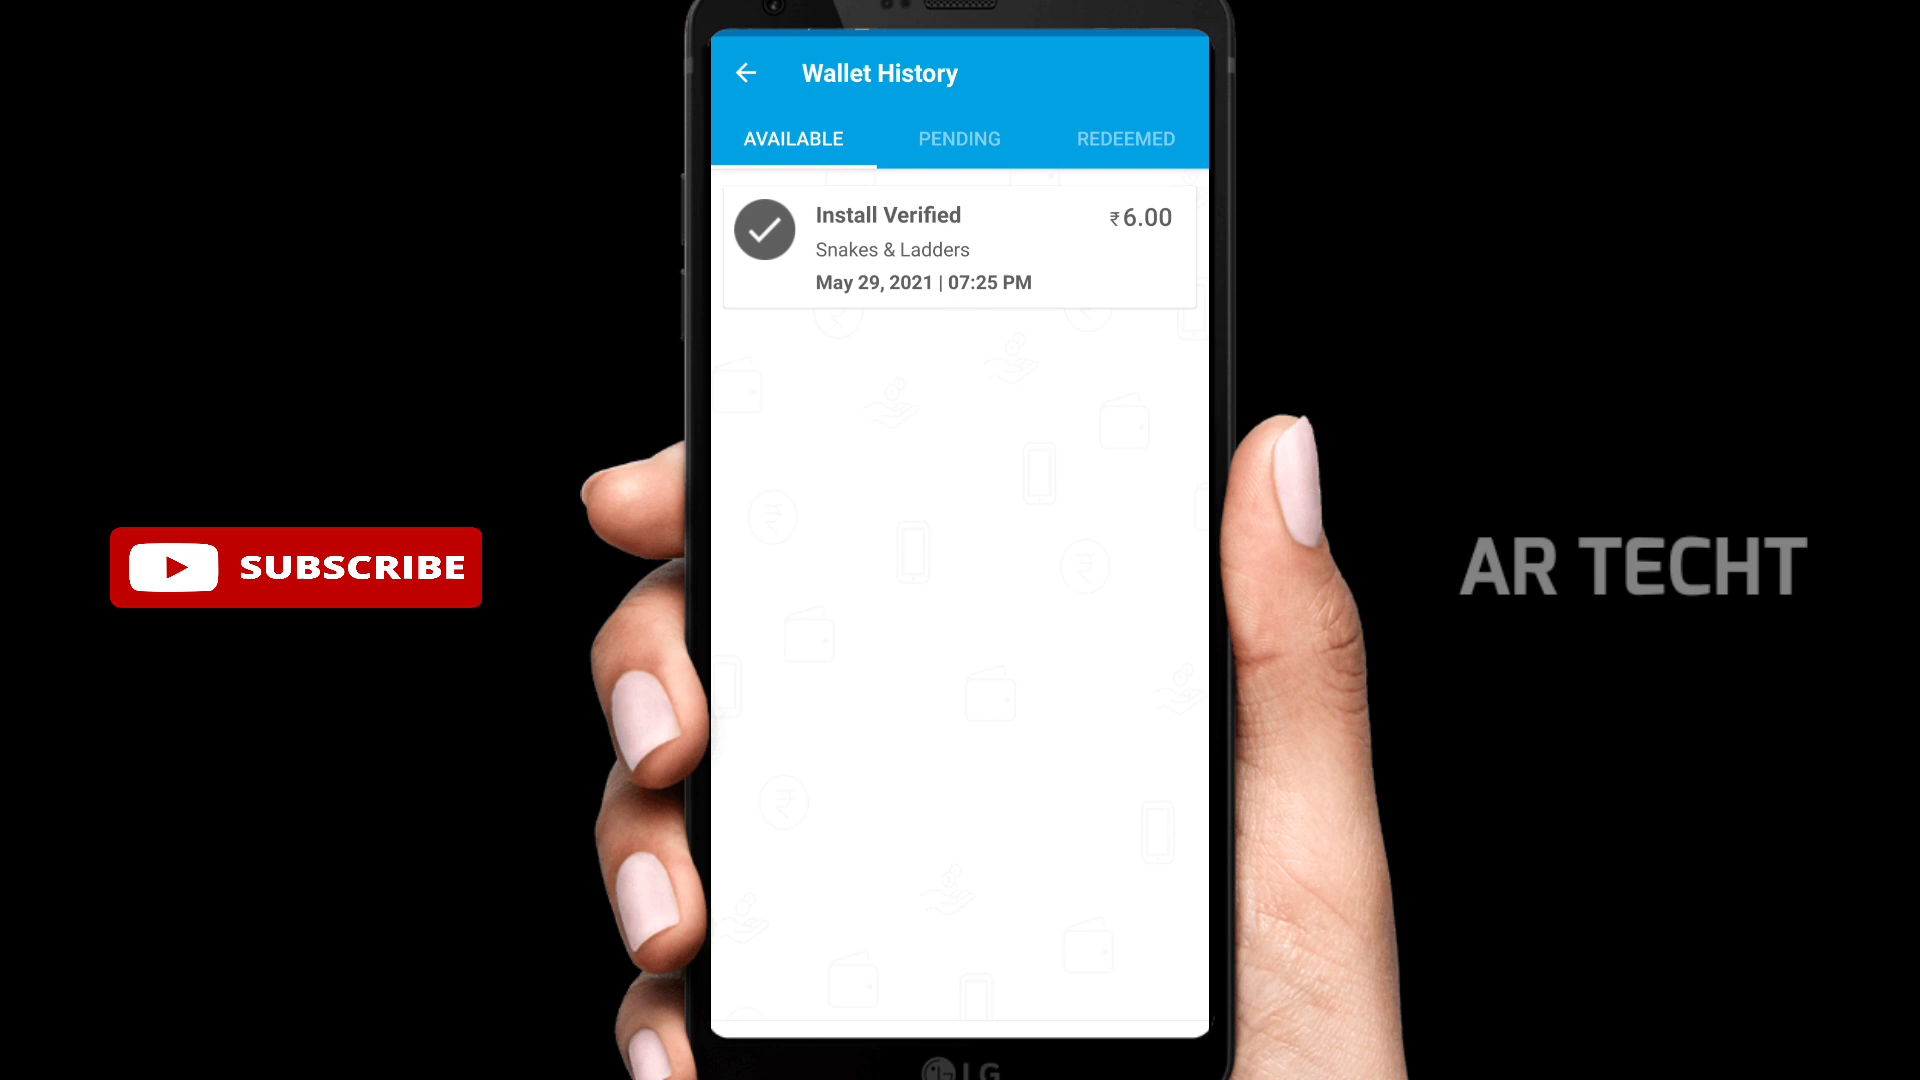 Wallet History
AVAILABLE PENDING REDEEMED
Install Verified ₹6.00
Snakes & Ladders
May 29, 2021 | 07:25 PM
SUBSCRIBE
AR TECHT
LG